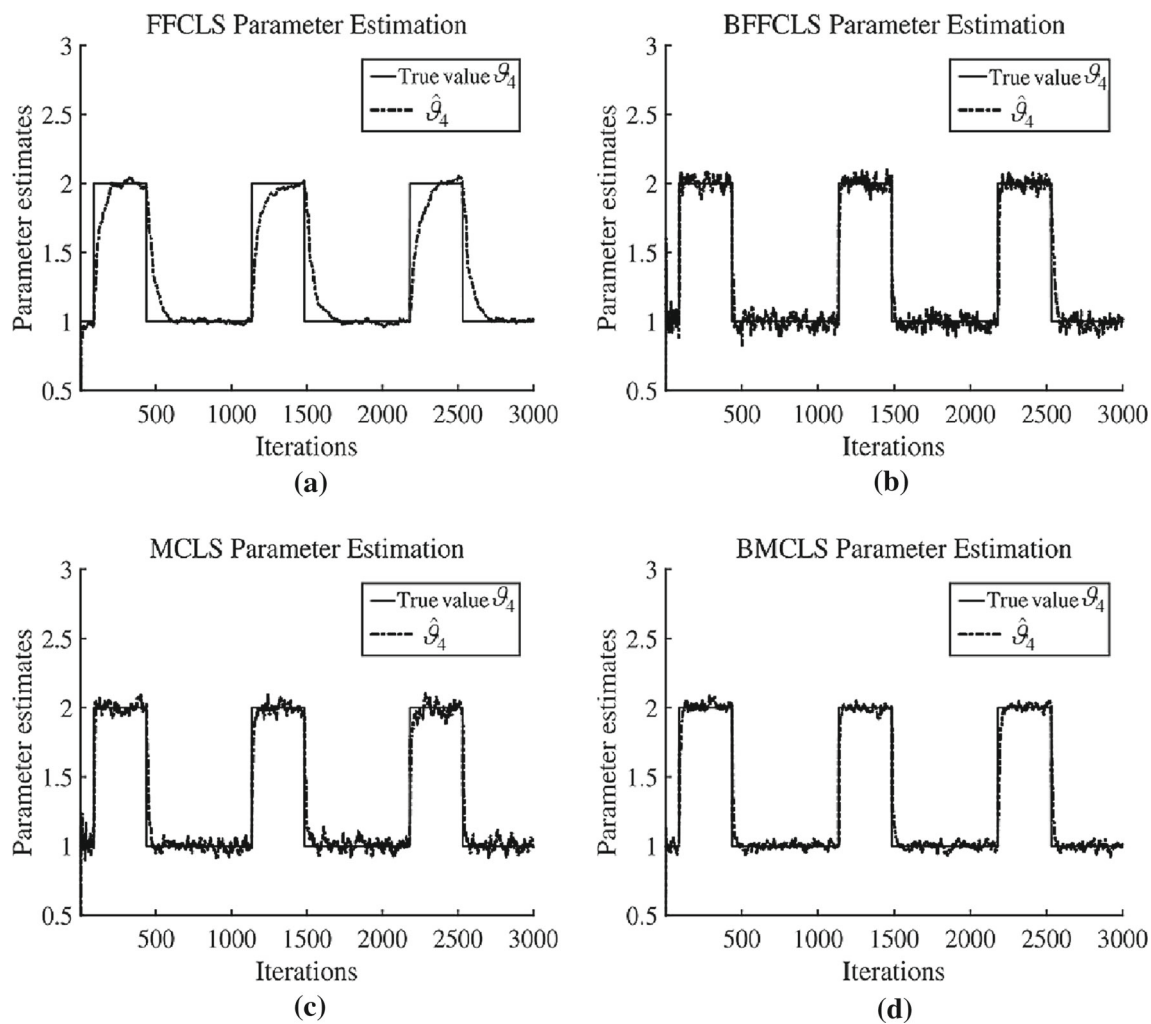 FFCLS Parameter Estimation
3
2.5
2
1.5
1
0.5
Parameter estimates
True value ϑ4
ϑ̂4
500 1000 1500 2000 2500 3000
Iterations
(a)
BFFCLS Parameter Estimation
3
2.5
2
1.5
1
0.5
Parameter estimates
True value ϑ4
ϑ̂4
500 1000 1500 2000 2500 3000
Iterations
(b)
MCLS Parameter Estimation
3
2.5
2
1.5
1
0.5
Parameter estimates
True value ϑ4
ϑ̂4
500 1000 1500 2000 2500 3000
Iterations
(c)
BMCLS Parameter Estimation
3
2.5
2
1.5
1
0.5
Parameter estimates
True value ϑ4
ϑ̂4
500 1000 1500 2000 2500 3000
Iterations
(d)